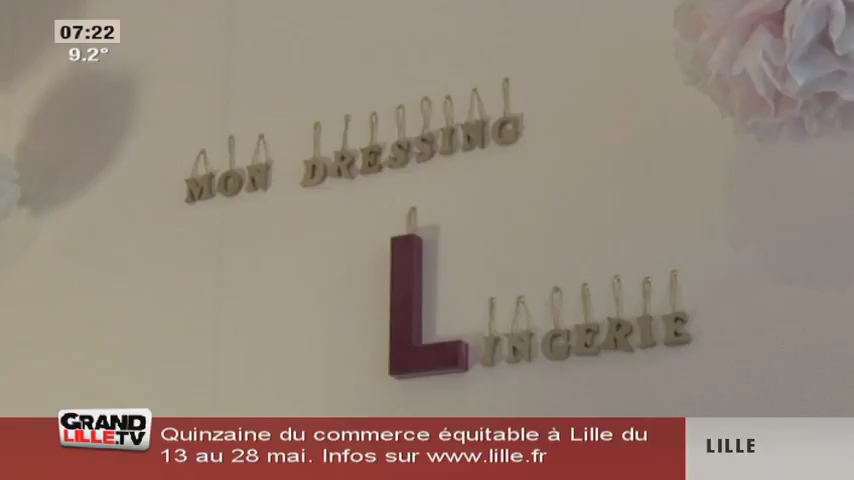 07:22
9.2°
MON DRESSING
LINGERIE
GRAND LILLE.TV
Quinzaine du commerce équitable à Lille du
13 au 28 mai. Infos sur www.lille.fr
LILLE